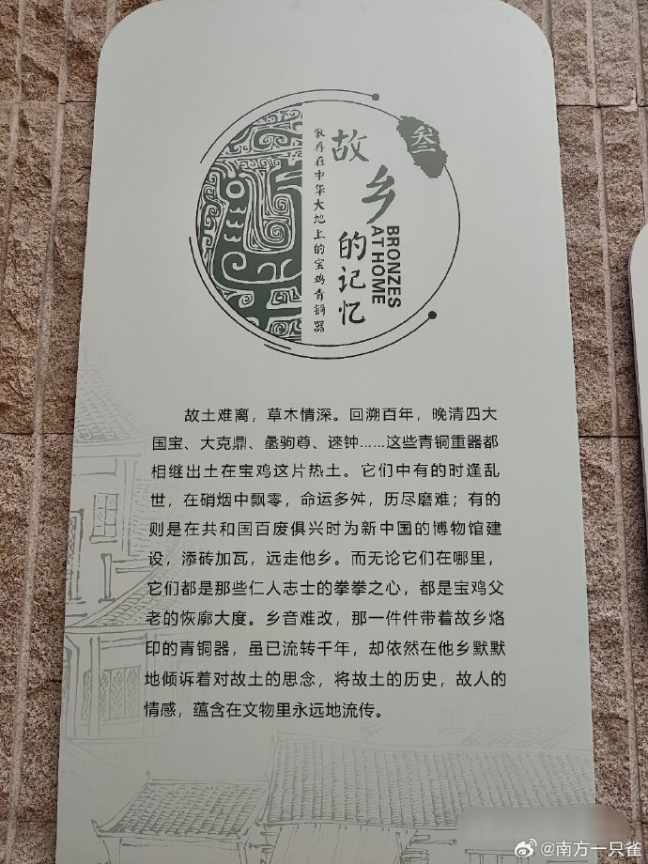 叁
故乡
的记忆
BRONZES
AT HOME
散存在中华大地上的宝鸡青铜器
故土难离，草木情深。回溯百年，晚清四大
国宝、大克鼎、盠驹尊、逨钟……这些青铜重器都
相继出土在宝鸡这片热土。它们中有的时逢乱
世，在硝烟中飘零，命运多舛，历尽磨难；有的
则是在共和国百废俱兴时为新中国的博物馆建
设，添砖加瓦，远走他乡。而无论它们在哪里，
它们都是那些仁人志士的拳拳之心，都是宝鸡父
老的恢廓大度。乡音难改，那一件件带着故乡烙
印的青铜器，虽已流转千年，却依然在他乡默默
地倾诉着对故土的思念，将故土的历史，故人的
情感，蕴含在文物里永远地流传。
@南方一只雀